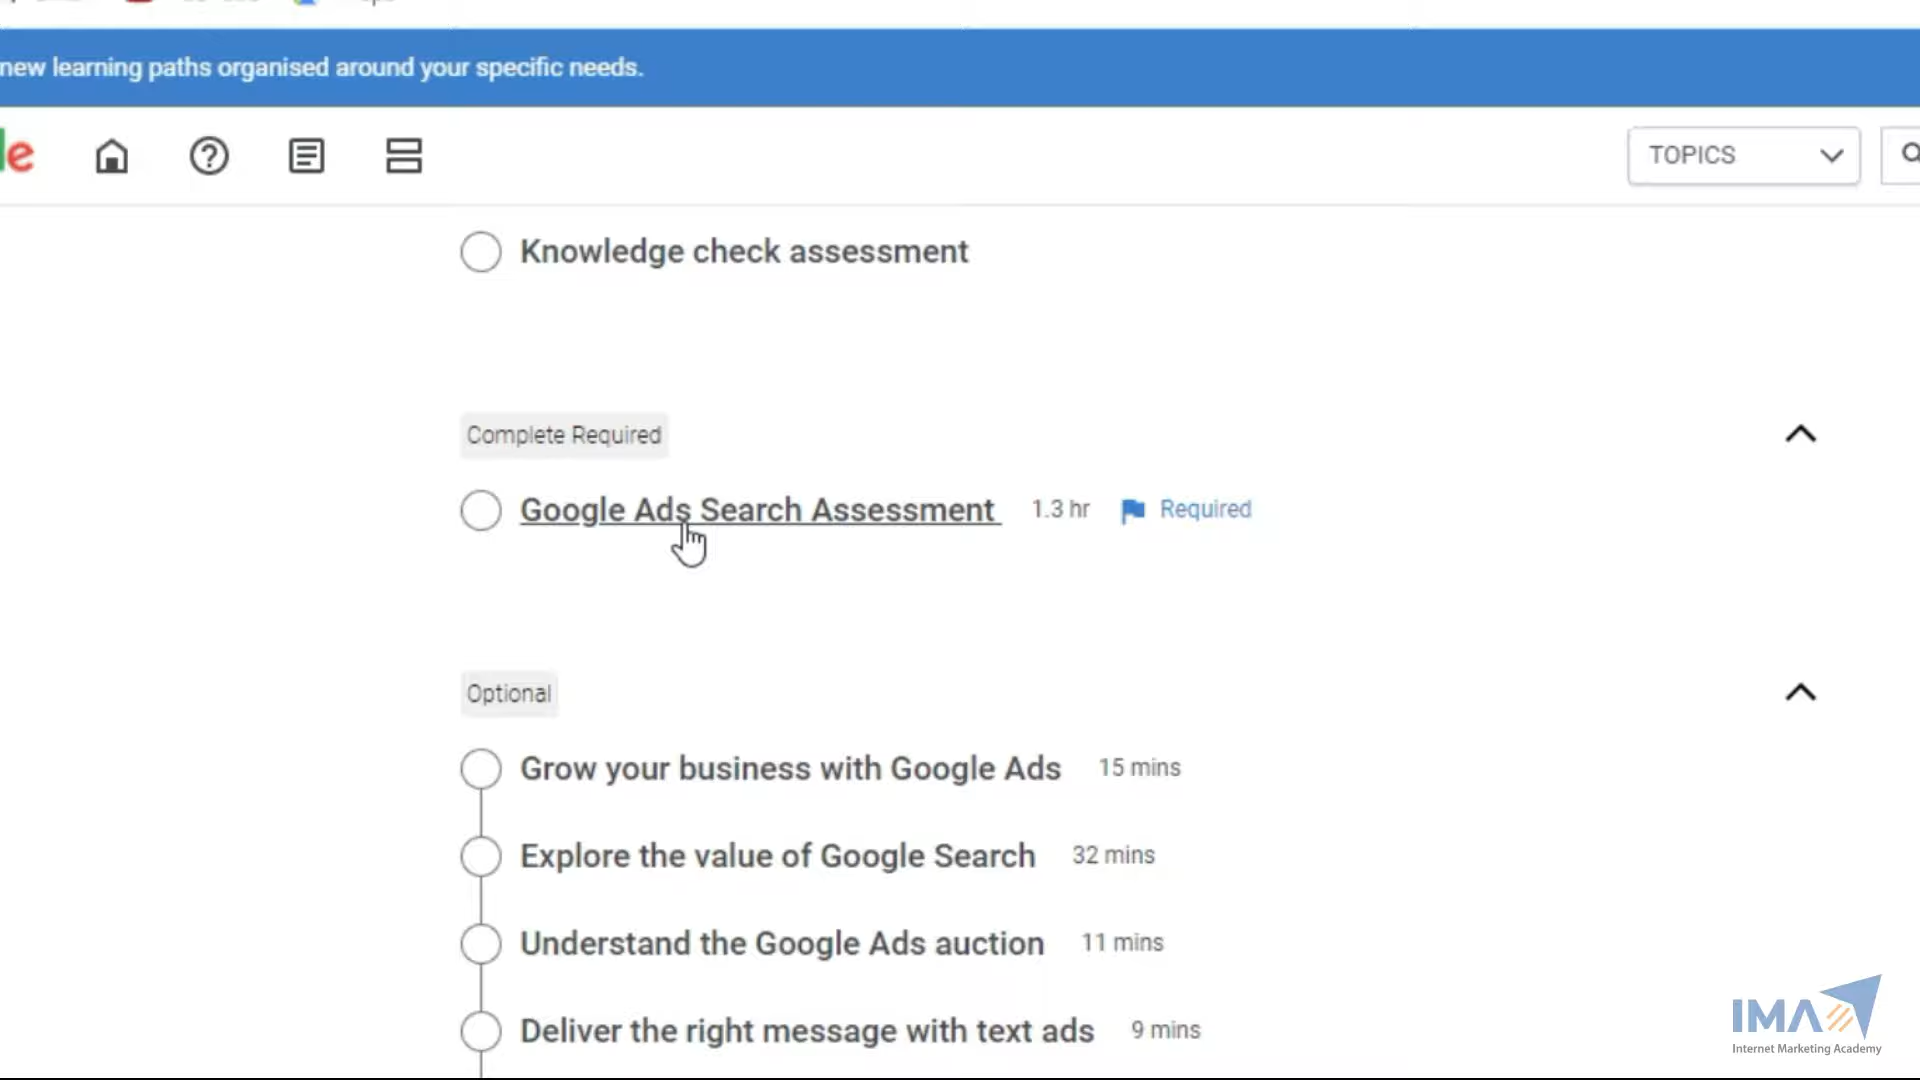 new learning paths organised around your specific needs.
le
TOPICS
Knowledge check assessment
Complete Required
Google Ads Search Assessment 1.3 hr Required
Optional
Grow your business with Google Ads 15 mins
Explore the value of Google Search 32 mins
Understand the Google Ads auction 11 mins
Deliver the right message with text ads 9 mins
IMA
Internet Marketing Academy